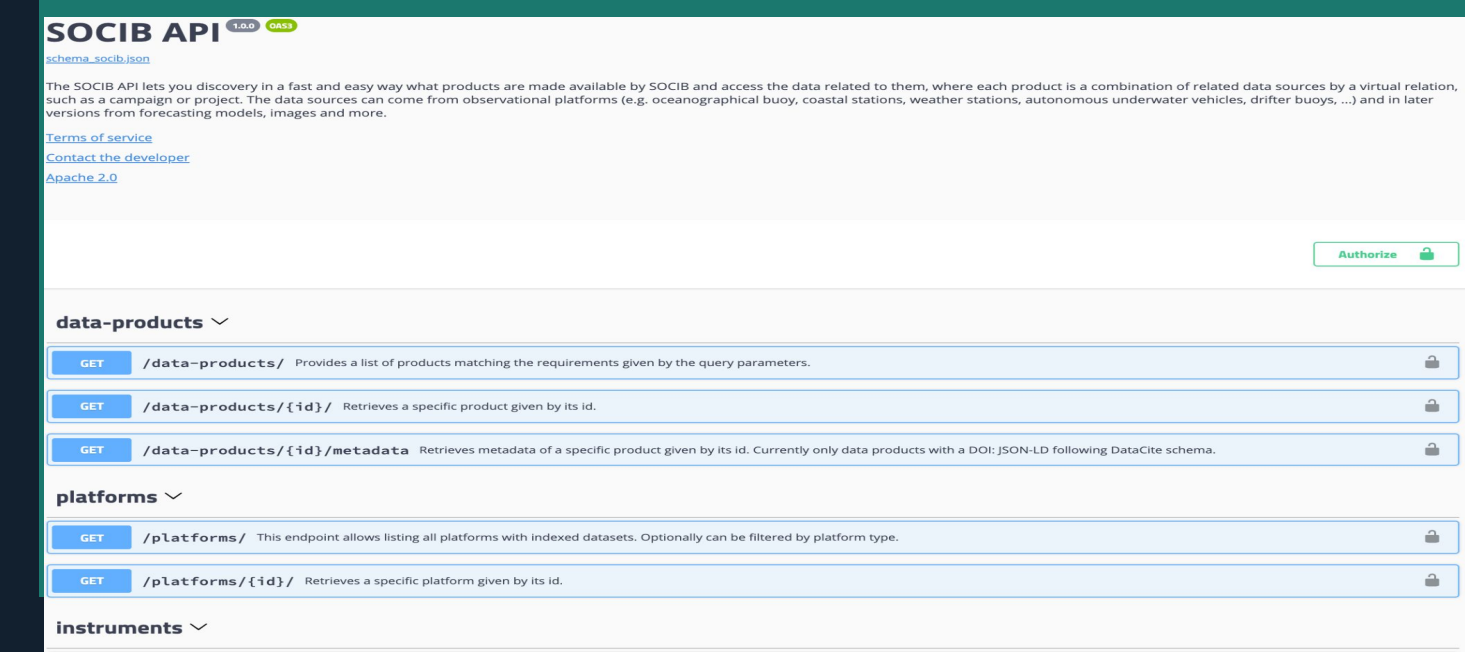 SOCIB API 1.0.0 OAS3
schema_socib.json
The SOCIB API lets you discovery in a fast and easy way what products are made available by SOCIB and access the data related to them, where each product is a combination of related data sources by a virtual relation,
such as a campaign or project. The data sources can come from observational platforms (e.g. oceanographical buoy, coastal stations, weather stations, autonomous underwater vehicles, drifter buoys, ...) and in later
versions from forecasting models, images and more.
Terms of service
Contact the developer
Apache 2.0
Authorize
data-products
GET /data-products/ Provides a list of products matching the requirements given by the query parameters.
GET /data-products/{id}/ Retrieves a specific product given by its id.
GET /data-products/{id}/metadata Retrieves metadata of a specific product given by its id. Currently only data products with a DOI: JSON-LD following DataCite schema.
platforms
GET /platforms/ This endpoint allows listing all platforms with indexed datasets. Optionally can be filtered by platform type.
GET /platforms/{id}/ Retrieves a specific platform given by its id.
instruments